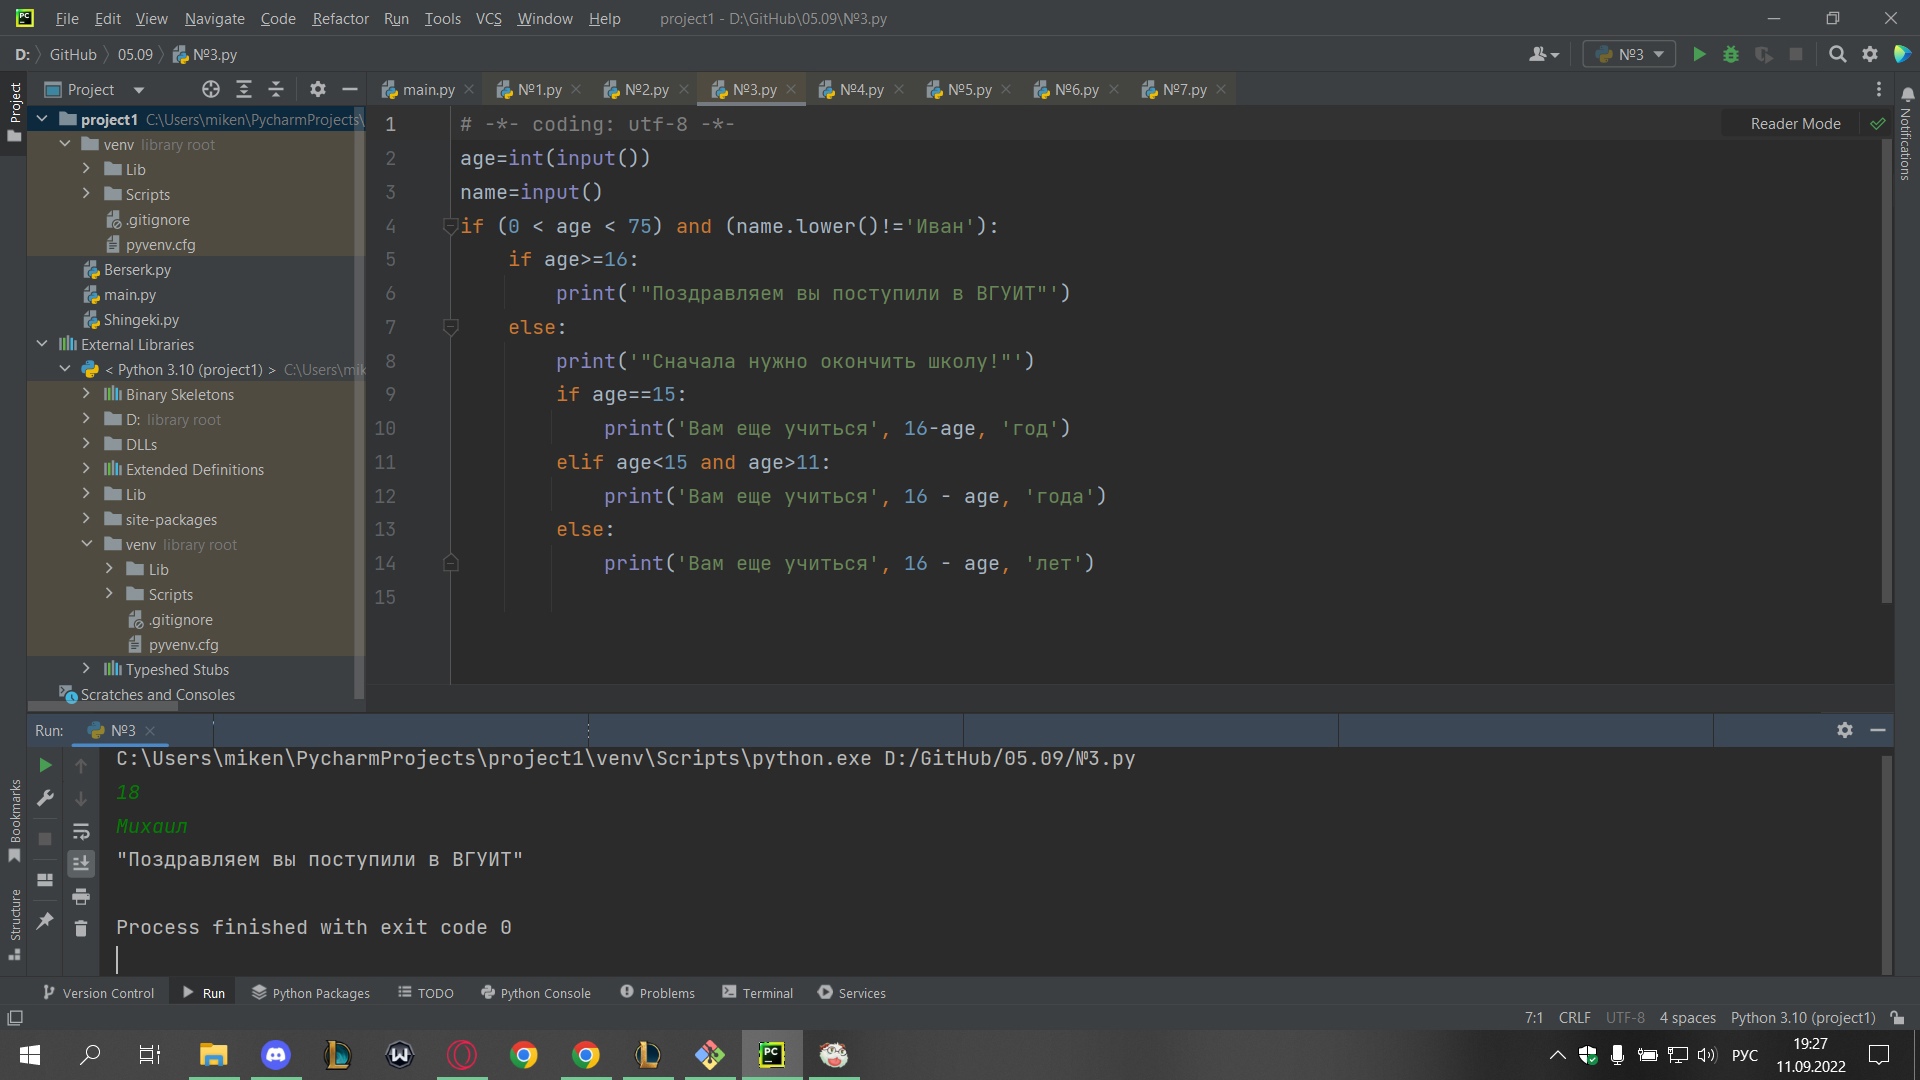 File Edit View Navigate Code Refactor Run Tools VCS Window Help project1 - D:\GitHub\05.09\№3.py
D: GitHub 05.09 №3.py №3
Project main.py №1.py №2.py №3.py №4.py №5.py №6.py №7.py
Project
Notifications
Bookmarks
Structure
project1 C:\Users\miken\PycharmProjects\
venv library root
Lib
Scripts
.gitignore
pyvenv.cfg
Berserk.py
main.py
Shingeki.py
External Libraries
< Python 3.10 (project1) > C:\Users\mik
Binary Skeletons
D: library root
DLLs
Extended Definitions
Lib
site-packages
venv library root
Lib
Scripts
.gitignore
pyvenv.cfg
Typeshed Stubs
Scratches and Consoles
Reader Mode
1 # -*- coding: utf-8 -*-
2 age=int(input())
3 name=input()
4 if (0 < age < 75) and (name.lower()!='Иван'):
5 if age>=16:
6 print('"Поздравляем вы поступили в ВГУИТ"')
7 else:
8 print('"Сначала нужно окончить школу!"')
9 if age==15:
10 print('Вам еще учиться', 16-age, 'год')
11 elif age<15 and age>11:
12 print('Вам еще учиться', 16 - age, 'года')
13 else:
14 print('Вам еще учиться', 16 - age, 'лет')
15
Run: №3
C:\Users\miken\PycharmProjects\project1\venv\Scripts\python.exe D:/GitHub/05.09/№3.py
18
Михаил
"Поздравляем вы поступили в ВГУИТ"
Process finished with exit code 0
Version Control Run Python Packages TODO Python Console Problems Terminal Services
7:1 CRLF UTF-8 4 spaces Python 3.10 (project1)
PC
РУС
19:27
11.09.2022